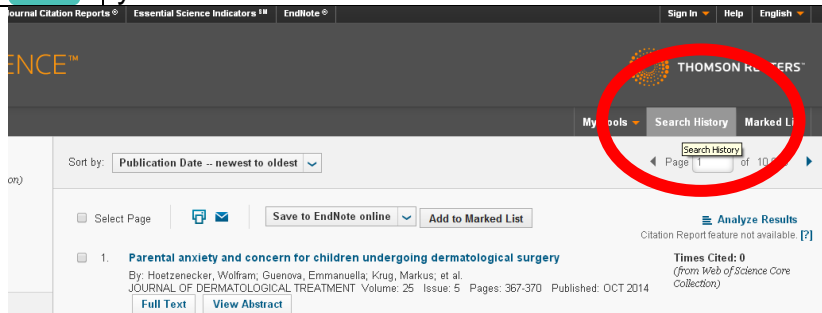 Journal Citation Reports ® Essential Science Indicators ℠ EndNote ® Sign In Help English
ENCE™
THOMSON REUTERS™
My Tools Search History Marked Li
Search History
Sort by: Publication Date -- newest to oldest Page 1 of 10,0
on)
Select Page Save to EndNote online Add to Marked List Analyze Results
Citation Report feature not available. [?]
1. Parental anxiety and concern for children undergoing dermatological surgery Times Cited: 0
By: Hoetzenecker, Wolfram; Guenova, Emmanuella; Krug, Markus; et al. (from Web of Science Core
JOURNAL OF DERMATOLOGICAL TREATMENT Volume: 25 Issue: 5 Pages: 367-370 Published: OCT 2014 Collection)
Full Text View Abstract